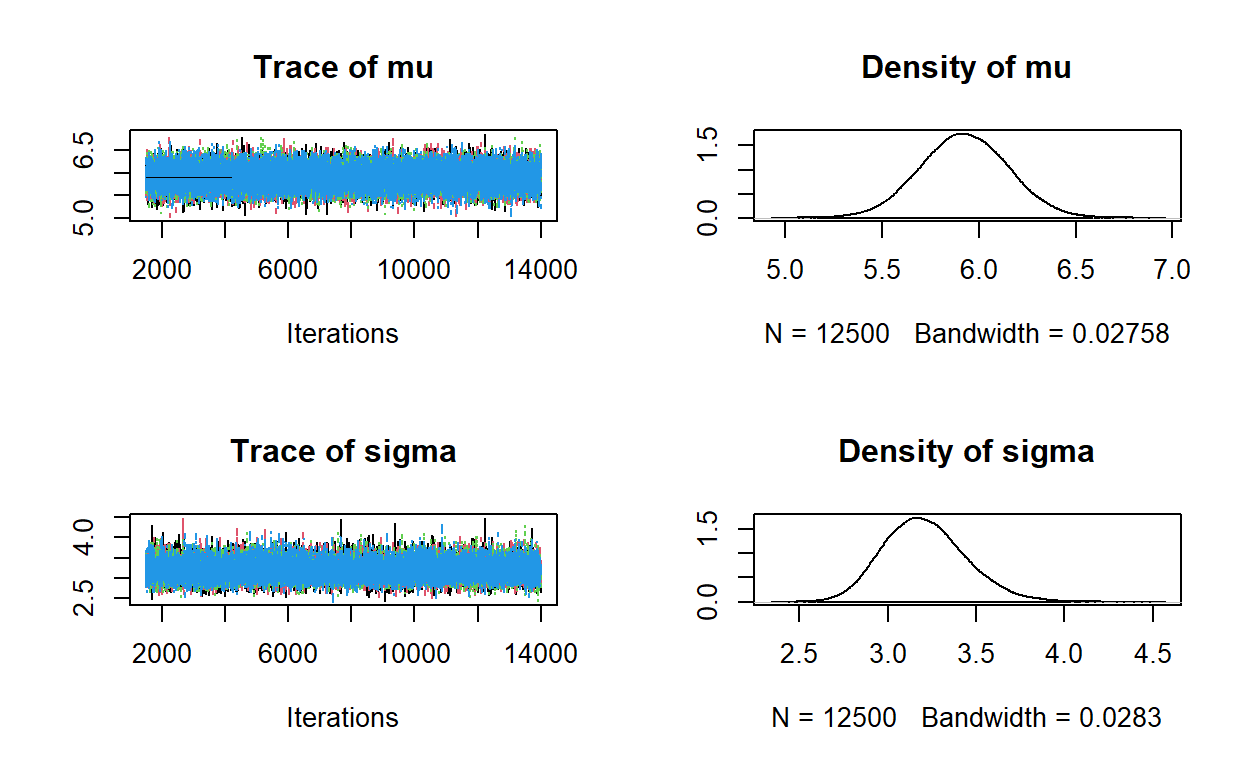 Trace of mu
5.0 6.5
2000 6000 10000 14000
Iterations
Density of mu
0.0 1.5
5.0 5.5 6.0 6.5 7.0
N = 12500 Bandwidth = 0.02758
Trace of sigma
2.5 4.0
2000 6000 10000 14000
Iterations
Density of sigma
0.0 1.5
2.5 3.0 3.5 4.0 4.5
N = 12500 Bandwidth = 0.0283